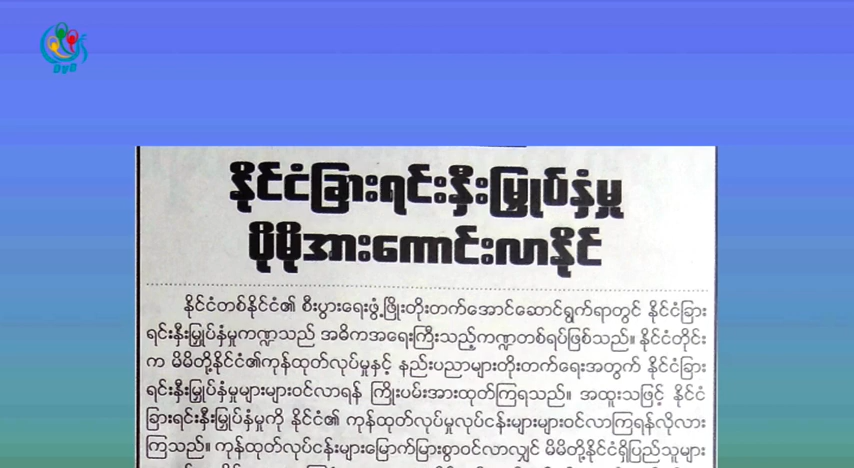 နိုင်ငံခြားရင်းနှီးမြှုပ်နှံမှု
ပိုမိုအားကောင်းလာနိုင်
နိုင်ငံတစ်နိုင်ငံ၏ စီးပွားရေးဖွံ့ဖြိုးတိုးတက်အောင်ဆောင်ရွက်ရာတွင် နိုင်ငံခြား
ရင်းနှီးမြှုပ်နှံမှုကဏ္ဍသည် အဓိကအရေးကြီးသည့်ကဏ္ဍတစ်ရပ်ဖြစ်သည်။ နိုင်ငံတိုင်း
က မိမိတို့နိုင်ငံ၏ကုန်ထုတ်လုပ်မှုနှင့် နည်းပညာများတိုးတက်ရေးအတွက် နိုင်ငံခြား
ရင်းနှီးမြှုပ်နှံမှုများများဝင်လာရန် ကြိုးပမ်းအားထုတ်ကြရသည်။ အထူးသဖြင့် နိုင်ငံ
ခြားရင်းနှီးမြှုပ်နှံမှုကို နိုင်ငံ၏ ကုန်ထုတ်လုပ်မှုလုပ်ငန်းများများဝင်လာကြရန်လိုလား
ကြသည်။ ကုန်ထုတ်လုပ်ငန်းများမြောက်မြားစွာဝင်လာလျှင် မိမိတို့နိုင်ငံရှိပြည်သူများ